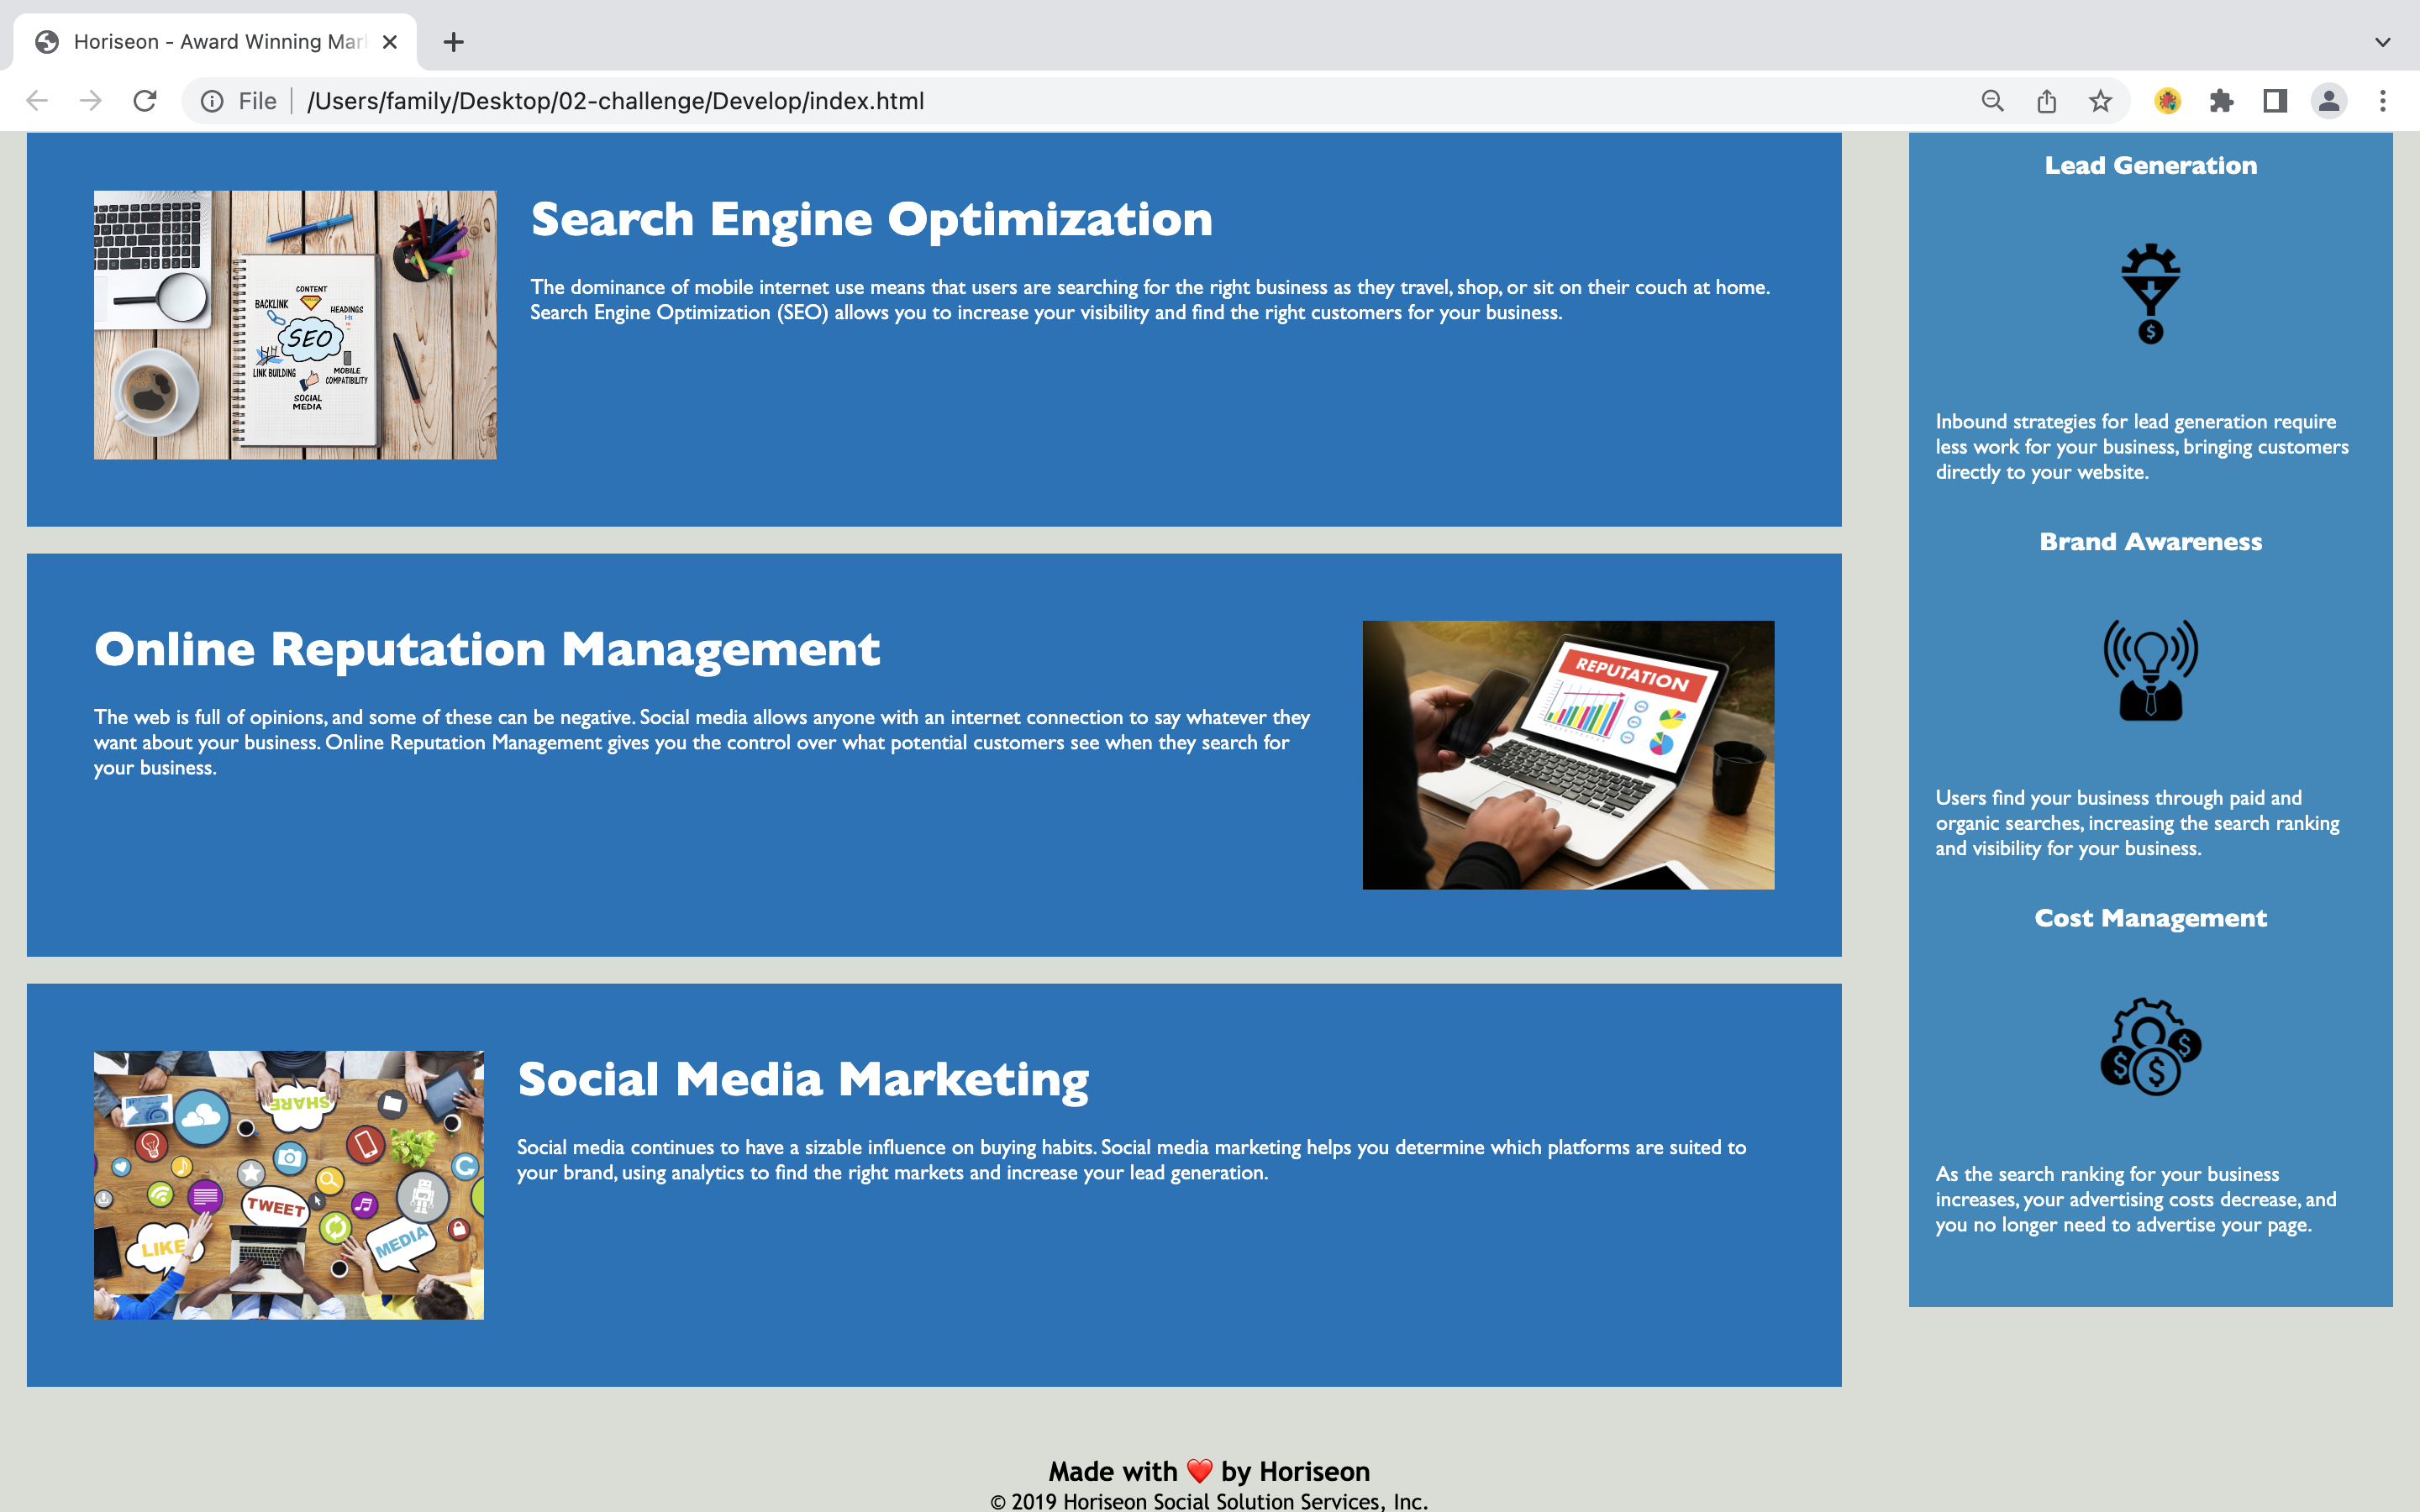 Horiseon - Award Winning Mar
File
/Users/family/Desktop/02-challenge/Develop/index.html
CONTENT
BACKLINK
HEADINGS
H1
SEO
LINK BUILDING
MOBILE
COMPATIBILITY
SOCIAL
MEDIA
Search Engine Optimization
The dominance of mobile internet use means that users are searching for the right business as they travel, shop, or sit on their couch at home.
Search Engine Optimization (SEO) allows you to increase your visibility and find the right customers for your business.
Online Reputation Management
The web is full of opinions, and some of these can be negative. Social media allows anyone with an internet connection to say whatever they
want about your business. Online Reputation Management gives you the control over what potential customers see when they search for
your business.
REPUTATION
SHARE
TWEET
LIKE
MEDIA
Social Media Marketing
Social media continues to have a sizable influence on buying habits. Social media marketing helps you determine which platforms are suited to
your brand, using analytics to find the right markets and increase your lead generation.
Lead Generation
$
Inbound strategies for lead generation require
less work for your business, bringing customers
directly to your website.
Brand Awareness
Users find your business through paid and
organic searches, increasing the search ranking
and visibility for your business.
Cost Management
$ $ $
As the search ranking for your business
increases, your advertising costs decrease, and
you no longer need to advertise your page.
Made with ❤️ by Horiseon
© 2019 Horiseon Social Solution Services, Inc.